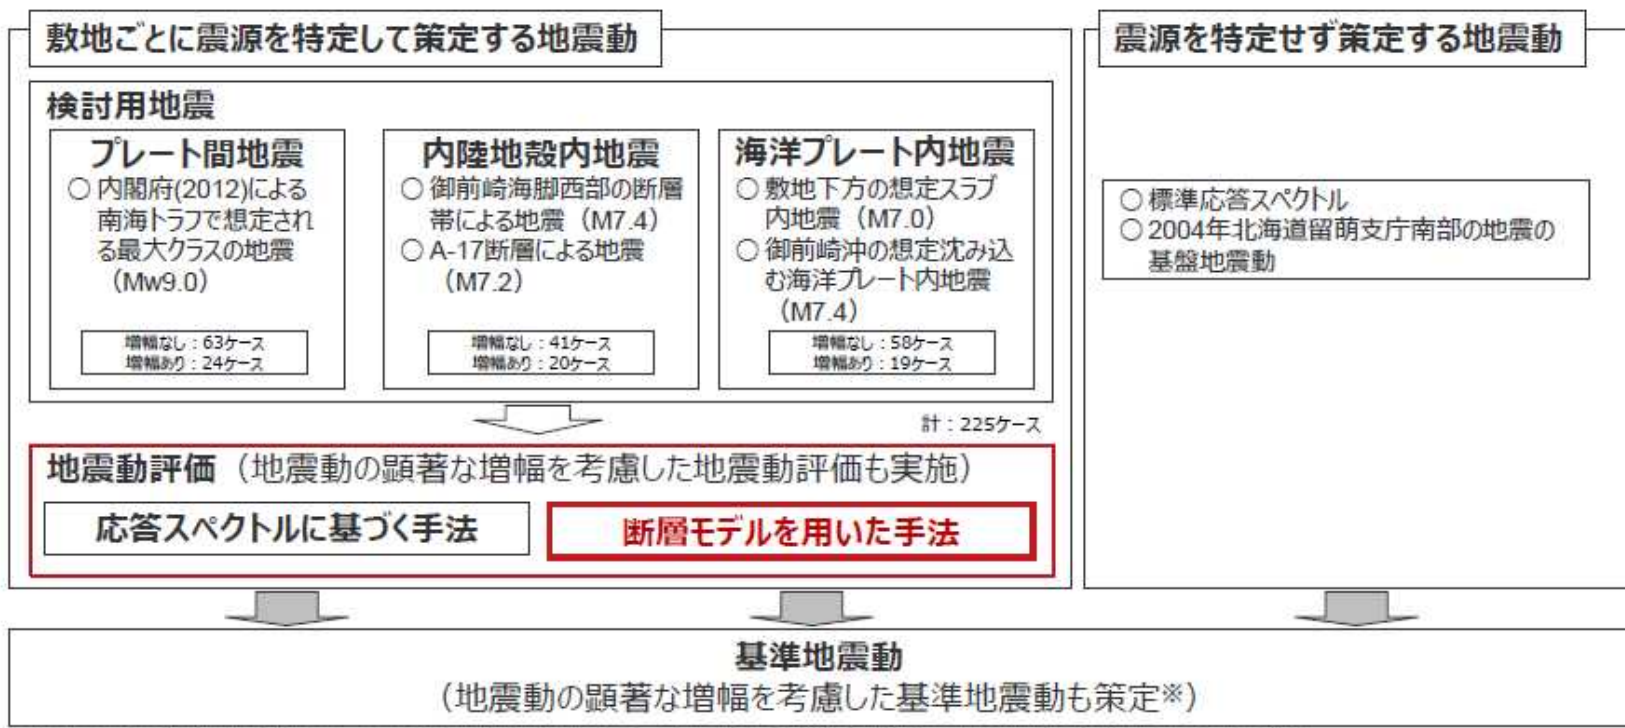 敷地ごとに震源を特定して策定する地震動
検討用地震
プレート間地震
○ 内閣府(2012)による
南海トラフで想定され
る最大クラスの地震
（Mw9.0）
増幅なし：63ケース
増幅あり：24ケース
内陸地殻内地震
○ 御前崎海脚西部の断層
帯による地震（M7.4）
○ A-17断層による地震
（M7.2）
増幅なし：41ケース
増幅あり：20ケース
海洋プレート内地震
○ 敷地下方の想定スラブ
内地震（M7.0）
○ 御前崎沖の想定沈み込
む海洋プレート内地震
（M7.4）
増幅なし：58ケース
増幅あり：19ケース
計：225ケース
地震動評価（地震動の顕著な増幅を考慮した地震動評価も実施）
応答スペクトルに基づく手法
断層モデルを用いた手法
震源を特定せず策定する地震動
○ 標準応答スペクトル
○ 2004年北海道留萌支庁南部の地震の
基盤地震動
基準地震動
（地震動の顕著な増幅を考慮した基準地震動も策定※）